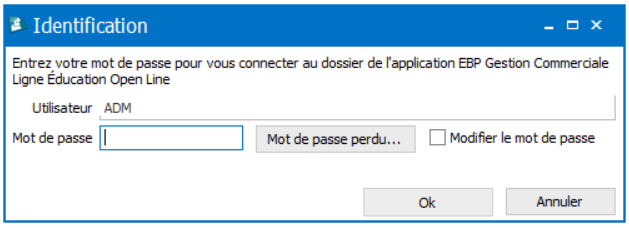 Identification
Entrez votre mot de passe pour vous connecter au dossier de l'application EBP Gestion Commerciale
Ligne Éducation Open Line
Utilisateur ADM
Mot de passe Mot de passe perdu... Modifier le mot de passe
Ok Annuler